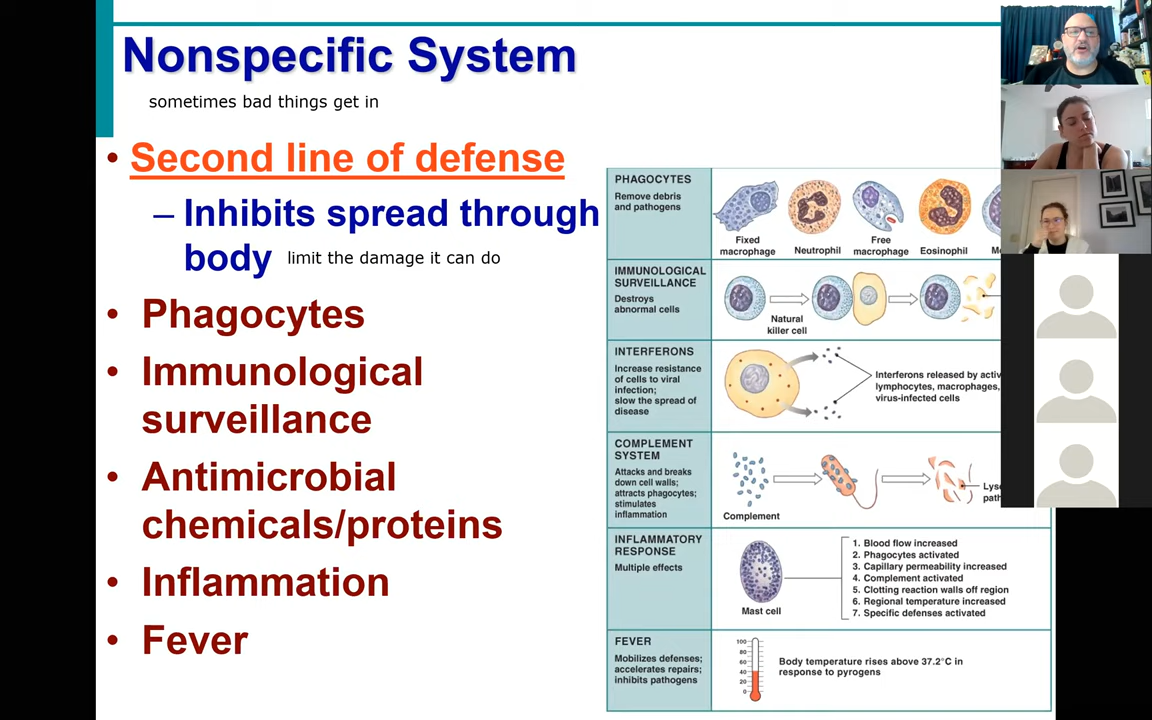 Nonspecific System
sometimes bad things get in
• Second line of defense
– Inhibits spread through
body
limit the damage it can do
• Phagocytes
• Immunological
surveillance
• Antimicrobial
chemicals/proteins
• Inflammation
• Fever
PHAGOCYTES
Remove debris
and pathogens
Fixed
macrophage
Neutrophil
Free
macrophage
Eosinophil
IMMUNOLOGICAL
SURVEILLANCE
Destroys
abnormal cells
Natural
killer cell
INTERFERONS
Increase resistance
of cells to viral
infection;
slow the spread of
disease
Interferons released by
lymphocytes, macrophages,
virus-infected cells
COMPLEMENT
SYSTEM
Attacks and breaks
down cell walls;
attracts phagocytes;
stimulates
inflammation
Complement
INFLAMMATORY
RESPONSE
Multiple effects
Mast cell
1. Blood flow increased
2. Phagocytes activated
3. Capillary permeability increased
4. Complement activated
5. Clotting reaction walls off region
6. Regional temperature increased
7. Specific defenses activated
FEVER
Mobilizes defenses;
accelerates repairs;
inhibits pathogens
100
80
60
40
20
0
Body temperature rises above 37.2°C in
response to pyrogens